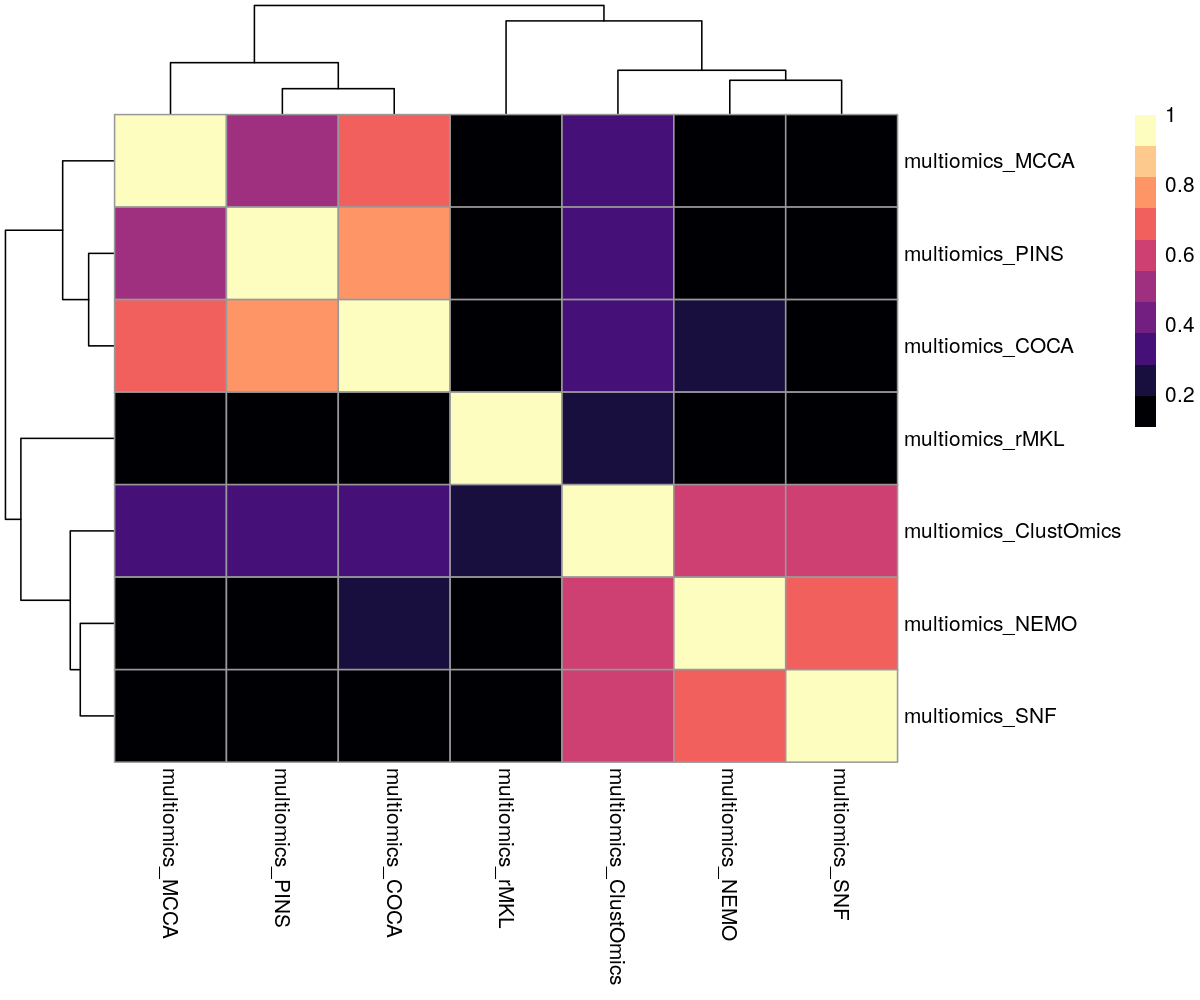 1
0.8
0.6
0.4
0.2
multiomics_MCCA
multiomics_PINS
multiomics_COCA
multiomics_rMKL
multiomics_ClustOmics
multiomics_NEMO
multiomics_SNF
multiomics_MCCA
multiomics_PINS
multiomics_COCA
multiomics_rMKL
multiomics_ClustOmics
multiomics_NEMO
multiomics_SNF